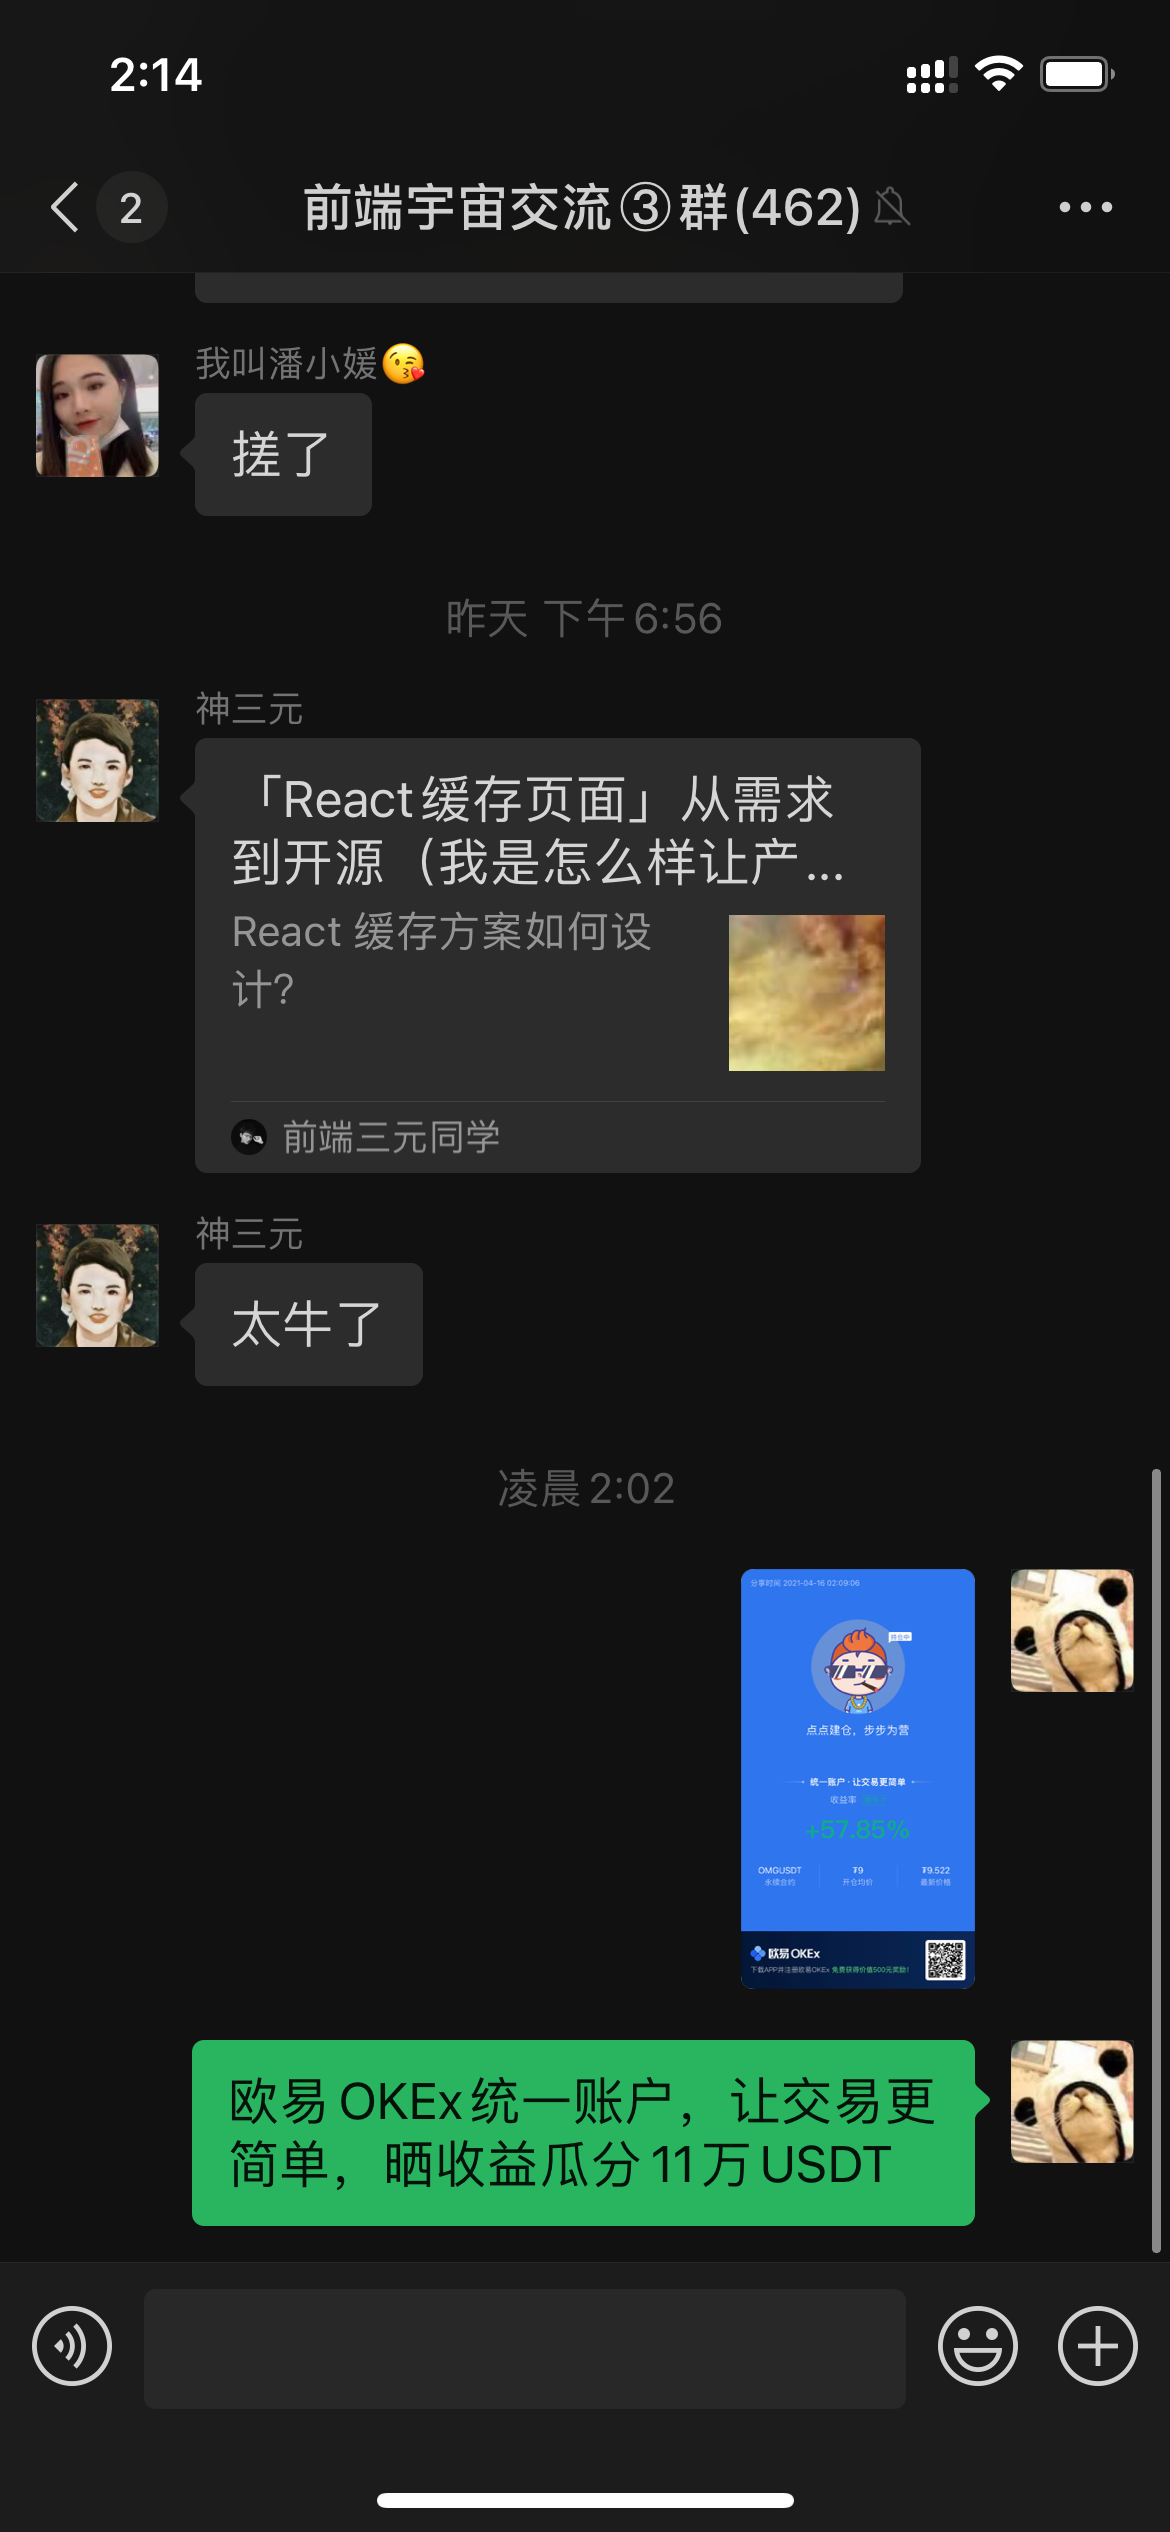 2:14
2
前端宇宙交流③群(462)
我叫潘小媛😘
搓了
昨天 下午 6:56
神三元
「React 缓存页面」从需求
到开源（我是怎么样让产...
React 缓存方案如何设
计?
前端三元同学
神三元
太牛了
凌晨 2:02
分享时间 2021-04-16 02:09:06
持仓中
点点建仓，步步为营
统一账户 · 让交易更简单
收益率
+57.85%
OMGUSDT
₮9
₮9.522
永续合约
开仓均价
最新价格
欧易OKEx
下载APP并注册欧易OKEx 免费获得价值500元奖励!
欧易 OKEx 统一账户，让交易更
简单，晒收益瓜分 11 万 USDT